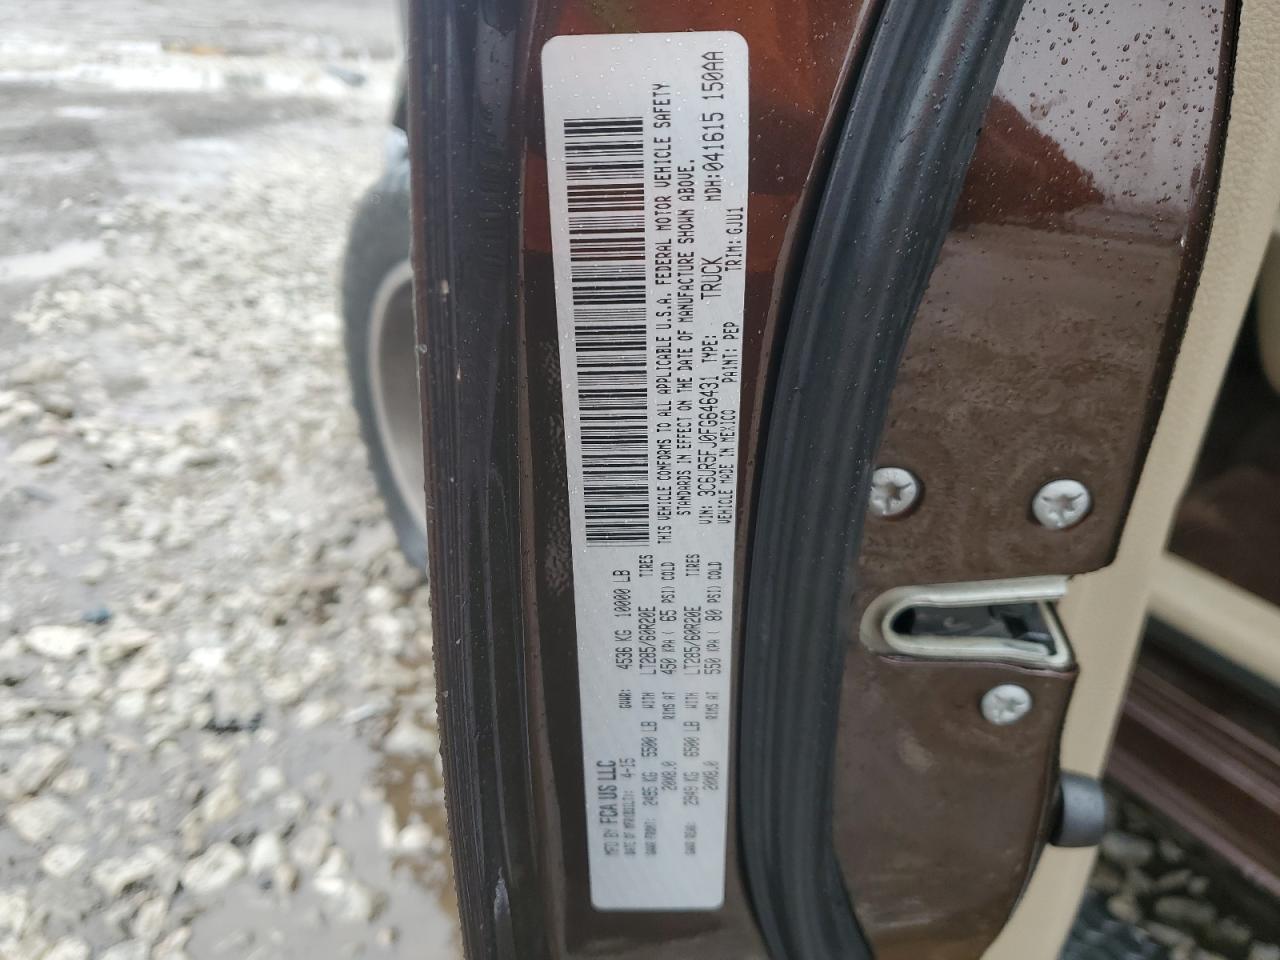 MFD BY FCA US LLC
DATE OF MFR(BUILT): 4-15 GVWR: 4536 KG 10000 LB
GAWR FRONT: 2495 KG 5500 LB WITH LT285/60R20E TIRES
20X8.0 RIMS AT 450 KPA( 65 PSI) COLD
GAWR REAR: 2949 KG 6500 LB WITH LT285/60R20E TIRES
20X8.0 RIMS AT 550 KPA( 80 PSI) COLD
THIS VEHICLE CONFORMS TO ALL APPLICABLE U.S.A. FEDERAL MOTOR VEHICLE SAFETY
STANDARDS IN EFFECT ON THE DATE OF MANUFACTURE SHOWN ABOVE.
VIN: 3C6UR5FJ0FG646431 TYPE: TRUCK MDH:041615 150AA
VEHICLE MADE IN MEXICO PAINT: PEP TRIM: GJU1